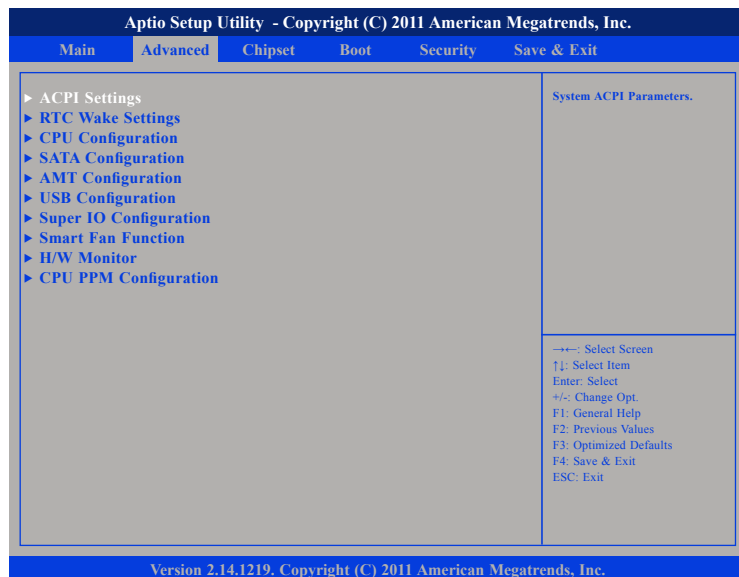 Aptio Setup Utility - Copyright (C) 2011 American Megatrends, Inc.
Main Advanced Chipset Boot Security Save & Exit
► ACPI Settings
► RTC Wake Settings
► CPU Configuration
► SATA Configuration
► AMT Configuration
► USB Configuration
► Super IO Configuration
► Smart Fan Function
► H/W Monitor
► CPU PPM Configuration
System ACPI Parameters.
→←: Select Screen
↑↓: Select Item
Enter: Select
+/-: Change Opt.
F1: General Help
F2: Previous Values
F3: Optimized Defaults
F4: Save & Exit
ESC: Exit
Version 2.14.1219. Copyright (C) 2011 American Megatrends, Inc.